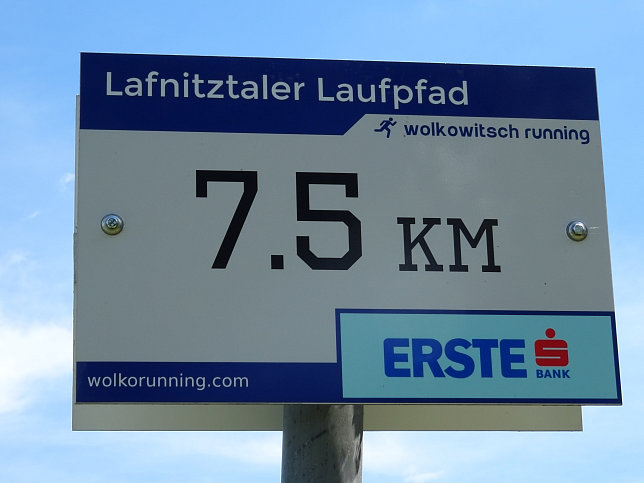 Lafnitztaler Laufpfad
wolkowitsch running
7.5 KM
ERSTE
BANK
wolkorunning.com